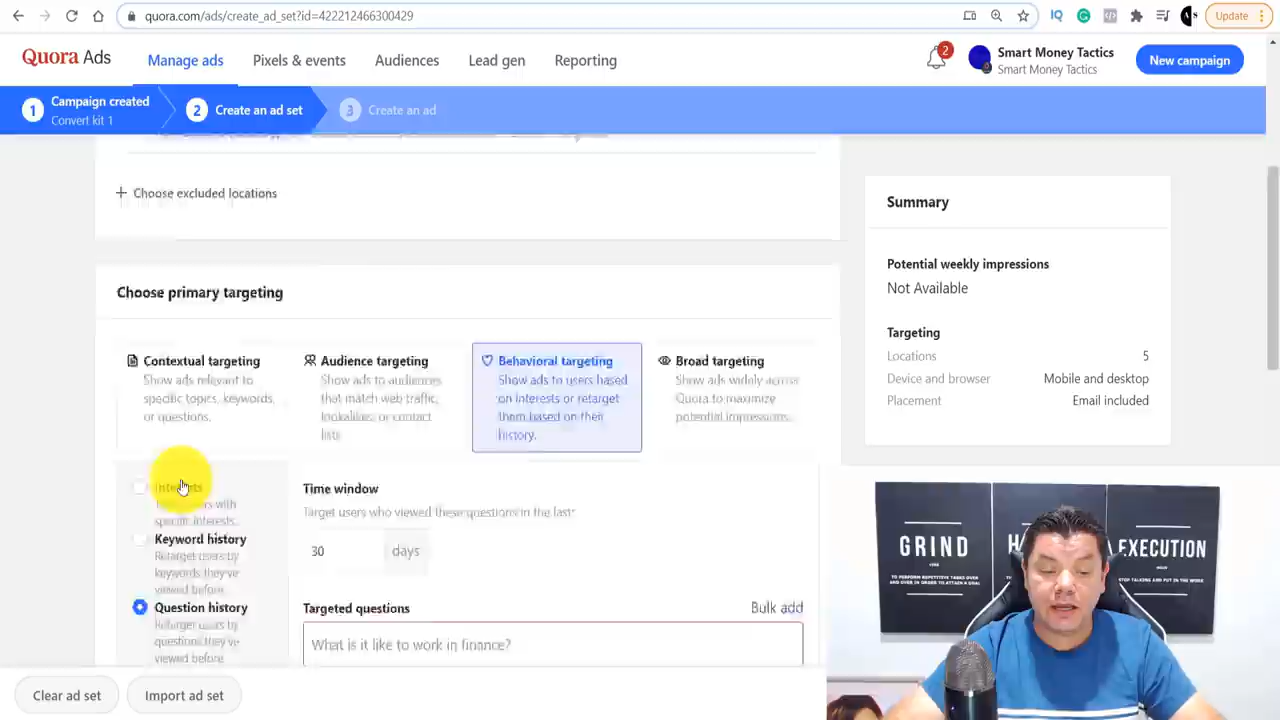 quora.com/ads/create_ad_set?id=422212466300429
Update
Quora Ads
Manage ads
Pixels & events
Audiences
Lead gen
Reporting
2
Smart Money Tactics
Smart Money Tactics
New campaign
1
Campaign created
Convert kit 1
2
Create an ad set
3
Create an ad
+ Choose excluded locations
Choose primary targeting
Contextual targeting
Show ads relevant to
specific topics, keywords,
or questions.
Audience targeting
Show ads to audiences
that match web traffic,
lookalikes, or contact
lists
Behavioral targeting
Show ads to users based
on interests or retarget
them based on their
history.
Broad targeting
Show ads widely across
Quora to maximize
potential impressions.
Interests
users with
specific interests.
Keyword history
Retarget users by
keywords they've
viewed before
Question history
Retarget users by
questions they've
viewed before
Time window
Target users who viewed these questions in the last*
30
days
Targeted questions
Bulk add
What is it like to work in finance?
Clear ad set
Import ad set
Summary
Potential weekly impressions
Not Available
Targeting
Locations 5
Device and browser Mobile and desktop
Placement Email included
GRIND
H
EXECUTION